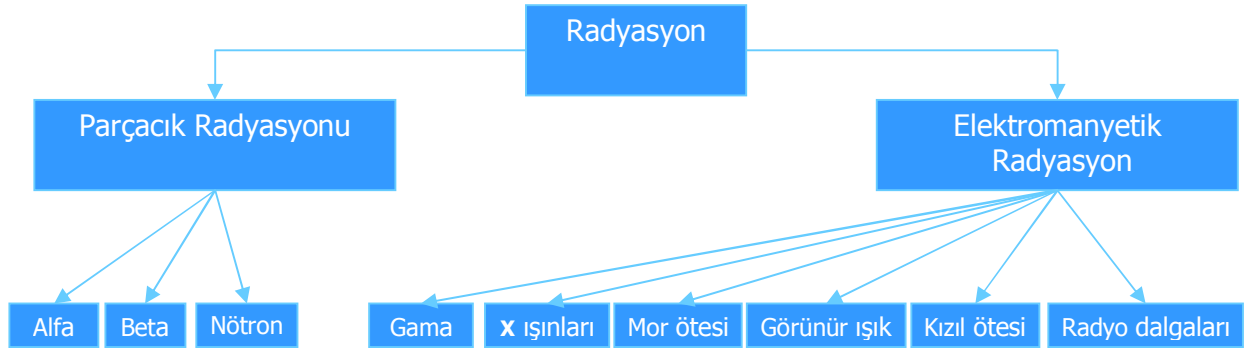 Radyasyon
Parçacık Radyasyonu
Elektromanyetik
Radyasyon
Alfa
Beta
Nötron
Gama
X ışınları
Mor ötesi
Görünür ışık
Kızıl ötesi
Radyo dalgaları